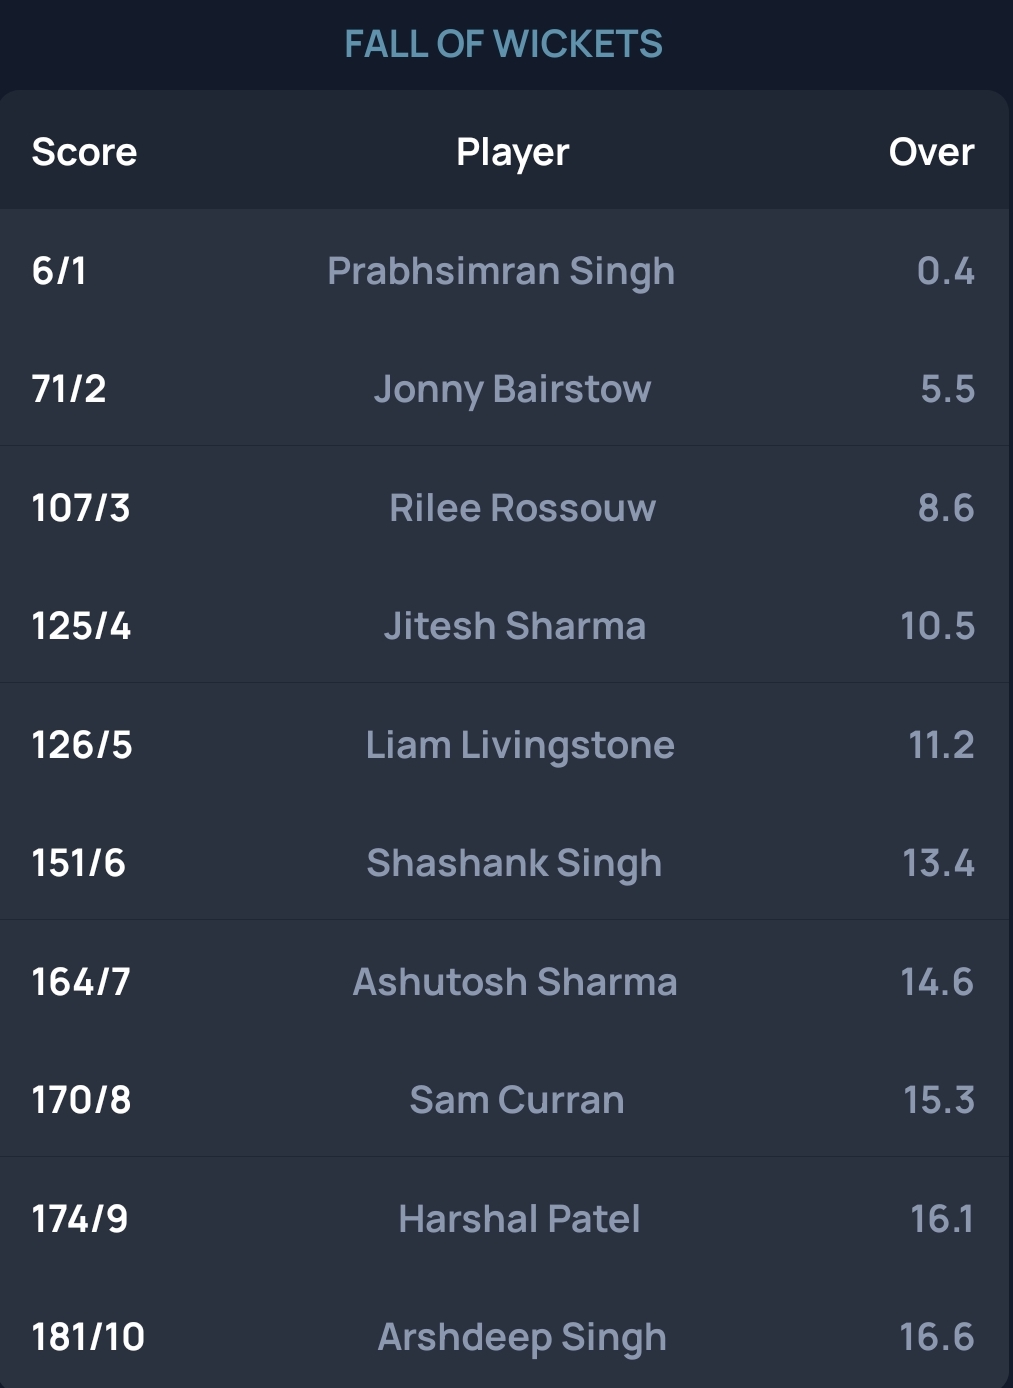 FALL OF WICKETS
Score Player Over
6/1 Prabhsimran Singh 0.4
71/2 Jonny Bairstow 5.5
107/3 Rilee Rossouw 8.6
125/4 Jitesh Sharma 10.5
126/5 Liam Livingstone 11.2
151/6 Shashank Singh 13.4
164/7 Ashutosh Sharma 14.6
170/8 Sam Curran 15.3
174/9 Harshal Patel 16.1
181/10 Arshdeep Singh 16.6